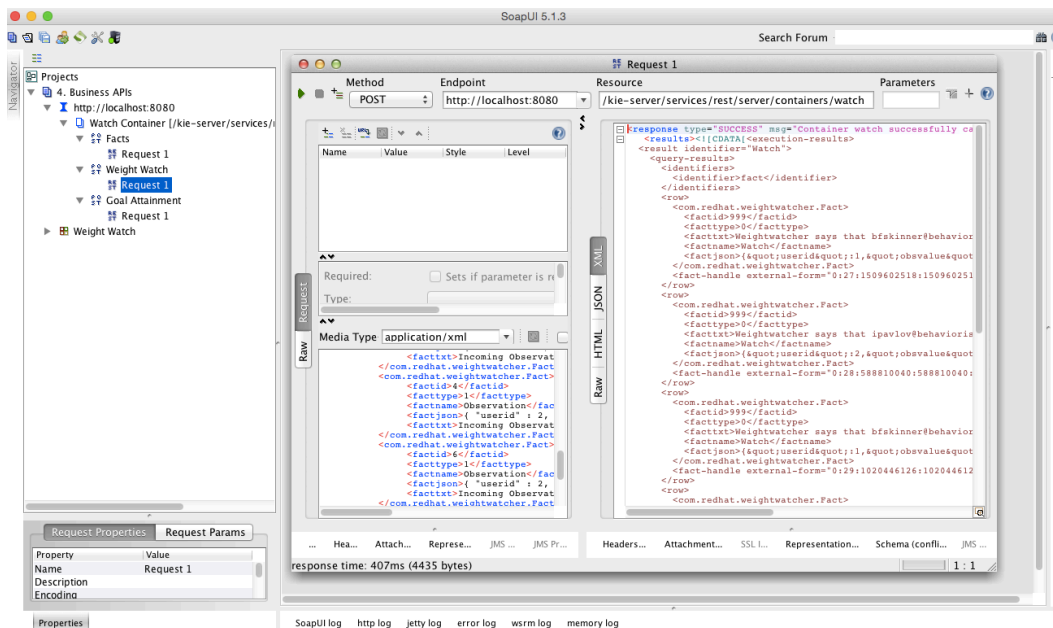 SoapUI 5.1.3
Search Forum
Navigator
Projects
4. Business APIs
http://localhost:8080
Watch Container [/kie-server/services/
Facts
Request 1
Weight Watch
Request 1
Goal Attainment
Request 1
Weight Watch
Request Properties Request Params
Property Value
Name Request 1
Description
Encoding
Properties
Request 1
Method Endpoint Resource Parameters
POST http://localhost:8080 /kie-server/services/rest/server/containers/watch
Name Value Style Level
Required: Sets if parameter is re
Type:
Request
Raw
Media Type application/xml
<facttxt>Incoming Observat
</com.redhat.weightwatcher.Fact
<com.redhat.weightwatcher.Fact>
<factid>4</factid>
<facttype>1</facttype>
<factname>Observation</fac
<factjson>{ "userid" : 2,
<facttxt>Incoming Observat
</com.redhat.weightwatcher.Fact
<com.redhat.weightwatcher.Fact>
<factid>6</factid>
<facttype>1</facttype>
<factname>Observation</fac
<factjson>{ "userid" : 2,
<facttxt>Incoming Observat
</com.redhat.weightwatcher.Fact
XML
JSON
HTML
Raw
<response type="SUCCESS" msg="Container watch successfully ca
<results><![CDATA[<execution-results>
<result identifier="Watch">
<query-results>
<identifiers>
<identifier>fact</identifier>
</identifiers>
<row>
<com.redhat.weightwatcher.Fact>
<factid>999</factid>
<facttype>0</facttype>
<facttxt>Weightwatcher says that bfskinner@behavior
<factname>Watch</factname>
<factjson>{&quot;userid&quot;:1,&quot;obsvalue&quot
</com.redhat.weightwatcher.Fact>
<fact-handle external-form="0:27:1509602518:150960251
</row>
<row>
<com.redhat.weightwatcher.Fact>
<factid>999</factid>
<facttype>0</facttype>
<facttxt>Weightwatcher says that ipavlov@behavioris
<factname>Watch</factname>
<factjson>{&quot;userid&quot;:2,&quot;obsvalue&quot
</com.redhat.weightwatcher.Fact>
<fact-handle external-form="0:28:588810040:588810040:
</row>
<row>
<com.redhat.weightwatcher.Fact>
<factid>999</factid>
<facttype>0</facttype>
<facttxt>Weightwatcher says that bfskinner@behavior
<factname>Watch</factname>
<factjson>{&quot;userid&quot;:1,&quot;obsvalue&quot
</com.redhat.weightwatcher.Fact>
<fact-handle external-form="0:29:1020446126:102044612
</row>
<row>
<com.redhat.weightwatcher.Fact>
... Hea... Attach... Represe... JMS ... JMS Pr...
Headers... Attachment... SSL I... Representation... Schema (confli... JMS ...
response time: 407ms (4435 bytes)
1 : 1
SoapUI log http log jetty log error log wsrm log memory log